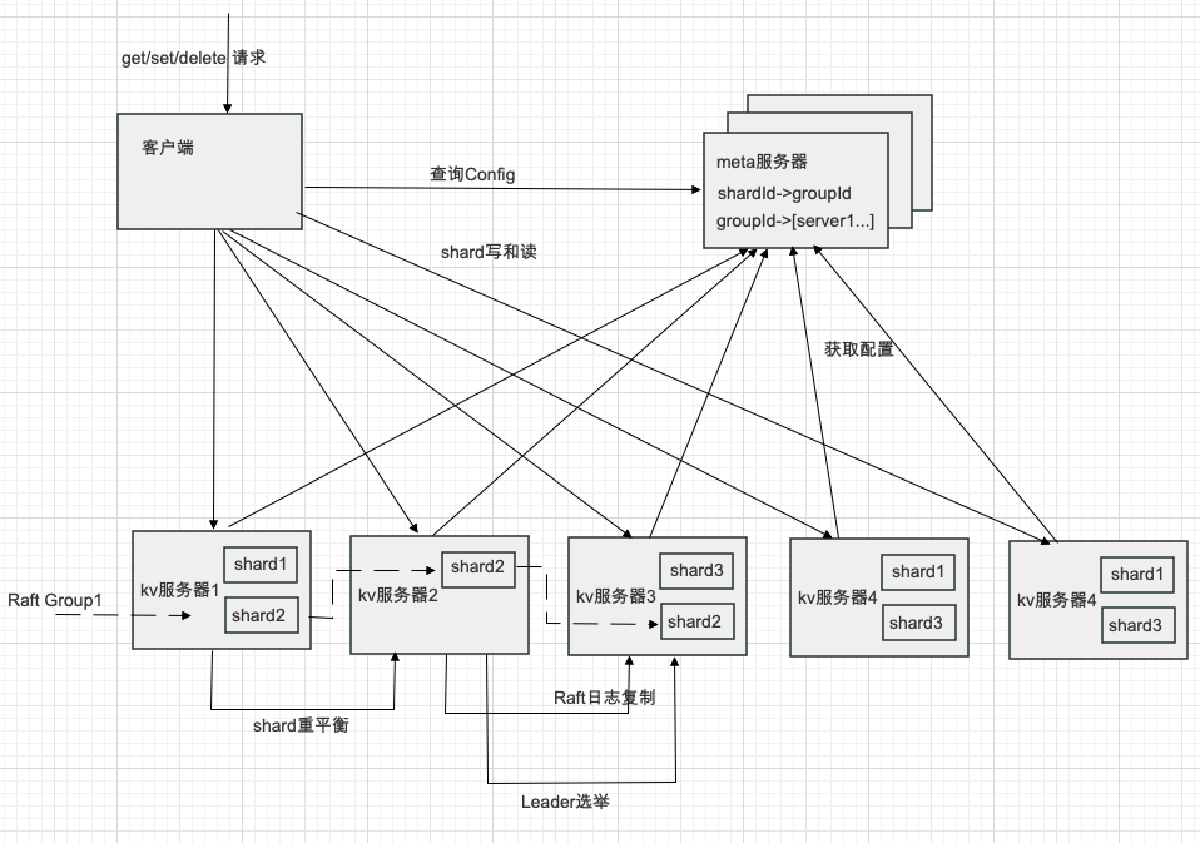 get/set/delete 请求
客户端
查询Config
meta服务器
shardId->groupId
groupId->[server1...]
shard写和读
获取配置
shard1
kv服务器1
shard2
Raft Group1
shard2
kv服务器2
shard3
kv服务器3
shard2
shard1
kv服务器4
shard3
shard1
kv服务器4
shard3
Raft日志复制
shard重平衡
Leader选举